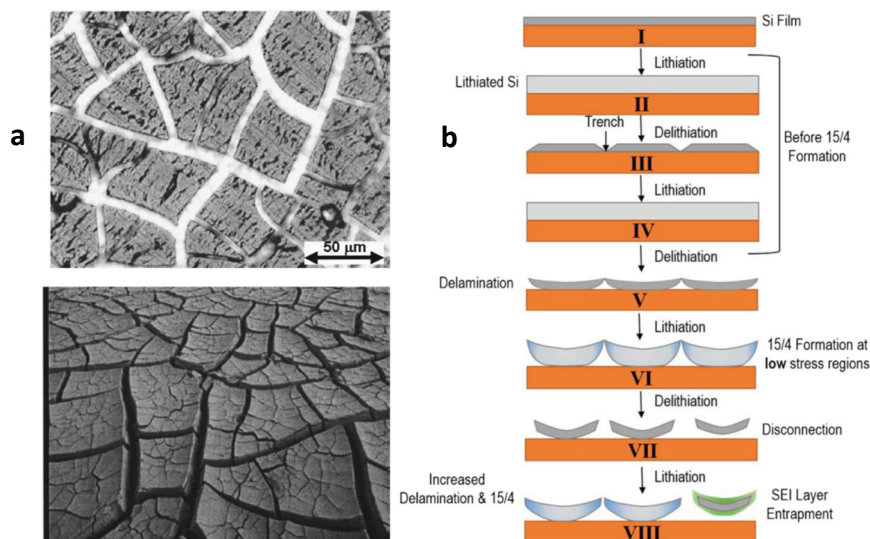 a
50 μm
b
Si Film
I
Lithiation
Lithiated Si
II
Trench
Delithiation
III
Before 15/4
Formation
Lithiation
IV
Delithiation
Delamination
V
Lithiation
15/4 Formation at
low stress regions
VI
Delithiation
Disconnection
VII
Lithiation
Increased
Delamination & 15/4
SEI Layer
Entrapment
VIII